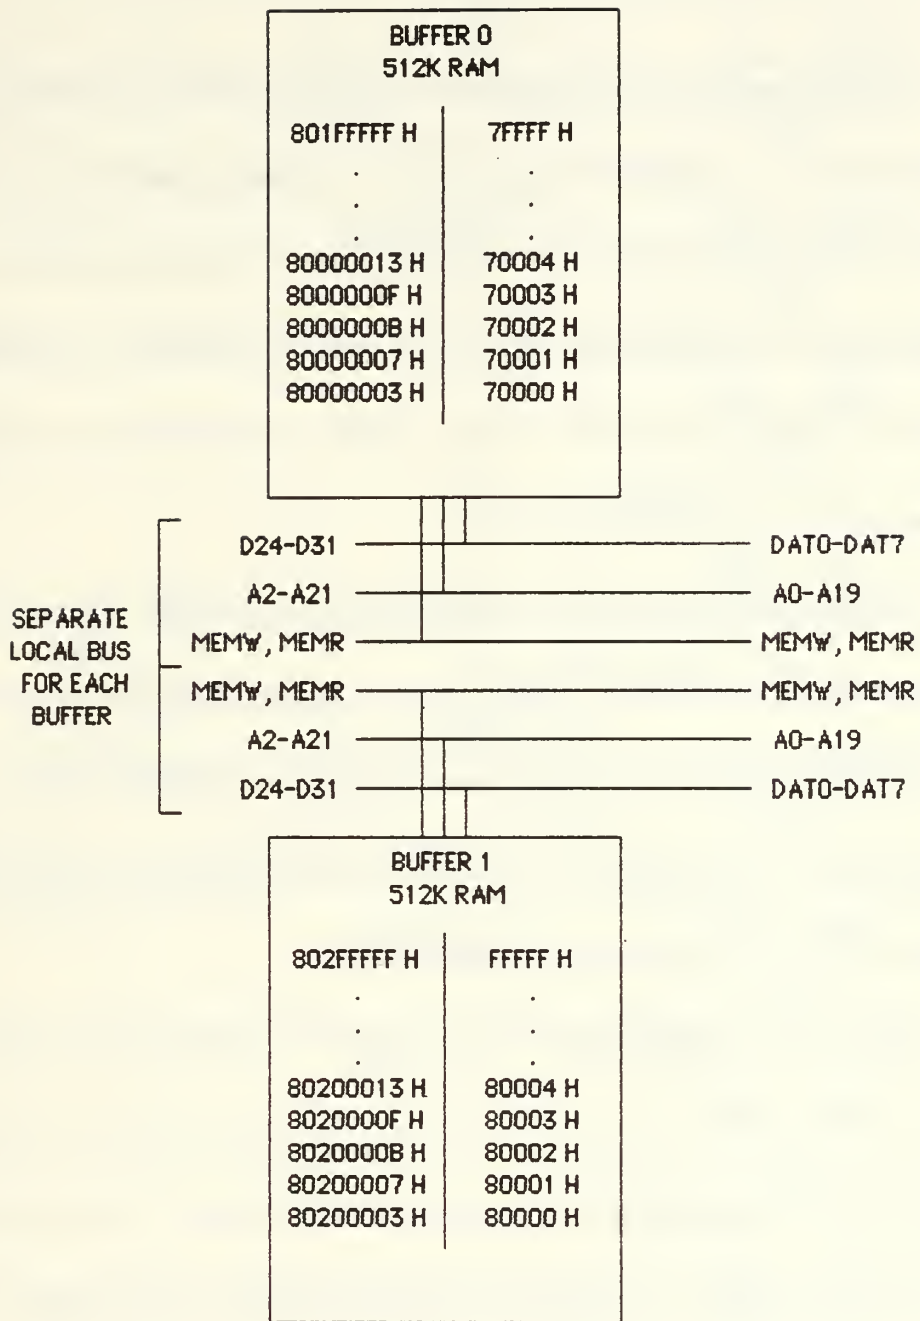 BUFFER 0
512K RAM
801FFFFF H 7FFFF H
. .
. .
. .
80000013 H 70004 H
8000000F H 70003 H
8000000B H 70002 H
80000007 H 70001 H
80000003 H 70000 H
D24-D31 DAT0-DAT7
A2-A21 A0-A19
MEMW, MEMR MEMW, MEMR
SEPARATE
LOCAL BUS
FOR EACH
BUFFER
MEMW, MEMR MEMW, MEMR
A2-A21 A0-A19
D24-D31 DAT0-DAT7
BUFFER 1
512K RAM
802FFFFF H FFFFF H
. .
. .
. .
80200013 H 80004 H
8020000F H 80003 H
8020000B H 80002 H
80200007 H 80001 H
80200003 H 80000 H